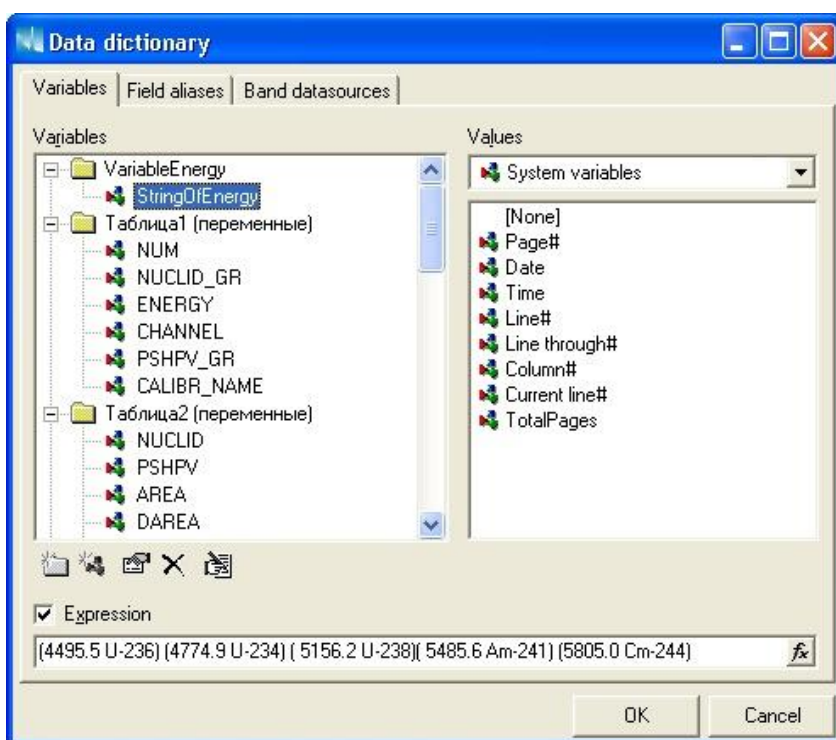 Data dictionary
Variables
Field aliases
Band datasources
Variables
VariableEnergy
StringOfEnergy
Таблица1 (переменные)
NUM
NUCLID_GR
ENERGY
CHANNEL
PSHPV_GR
CALIBR_NAME
Таблица2 (переменные)
NUCLID
PSHPV
AREA
DAREA
Values
System variables
[None]
Page#
Date
Time
Line#
Line through#
Column#
Current line#
TotalPages
Expression
(4495.5 U-236) (4774.9 U-234) ( 5156.2 U-238)( 5485.6 Am-241) (5805.0 Cm-244)
fx
OK
Cancel